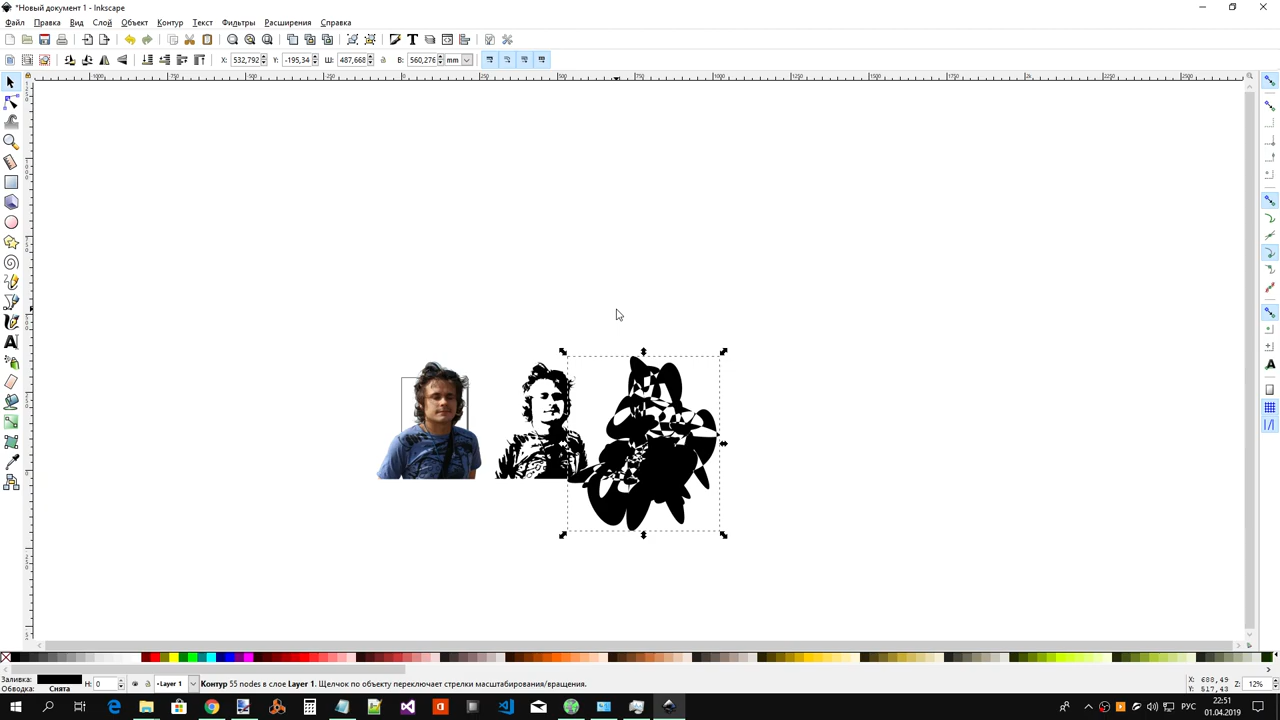 *Новый документ 1 - Inkscape
Файл Правка Вид Слой Объект Контур Текст Фильтры Расширения Справка
X: 532,792 Y: -195,34 Ш: 487,668 В: 560,276 mm
Заливка: Н: 0 Layer 1 Контур 55 nodes в слое Layer 1. Щелчок по объекту переключает стрелки масштабирования/вращения. X: 688,49 Z: 12%
Обводка: Снята Y: 517,43
РУС 22:51
01.04.2019